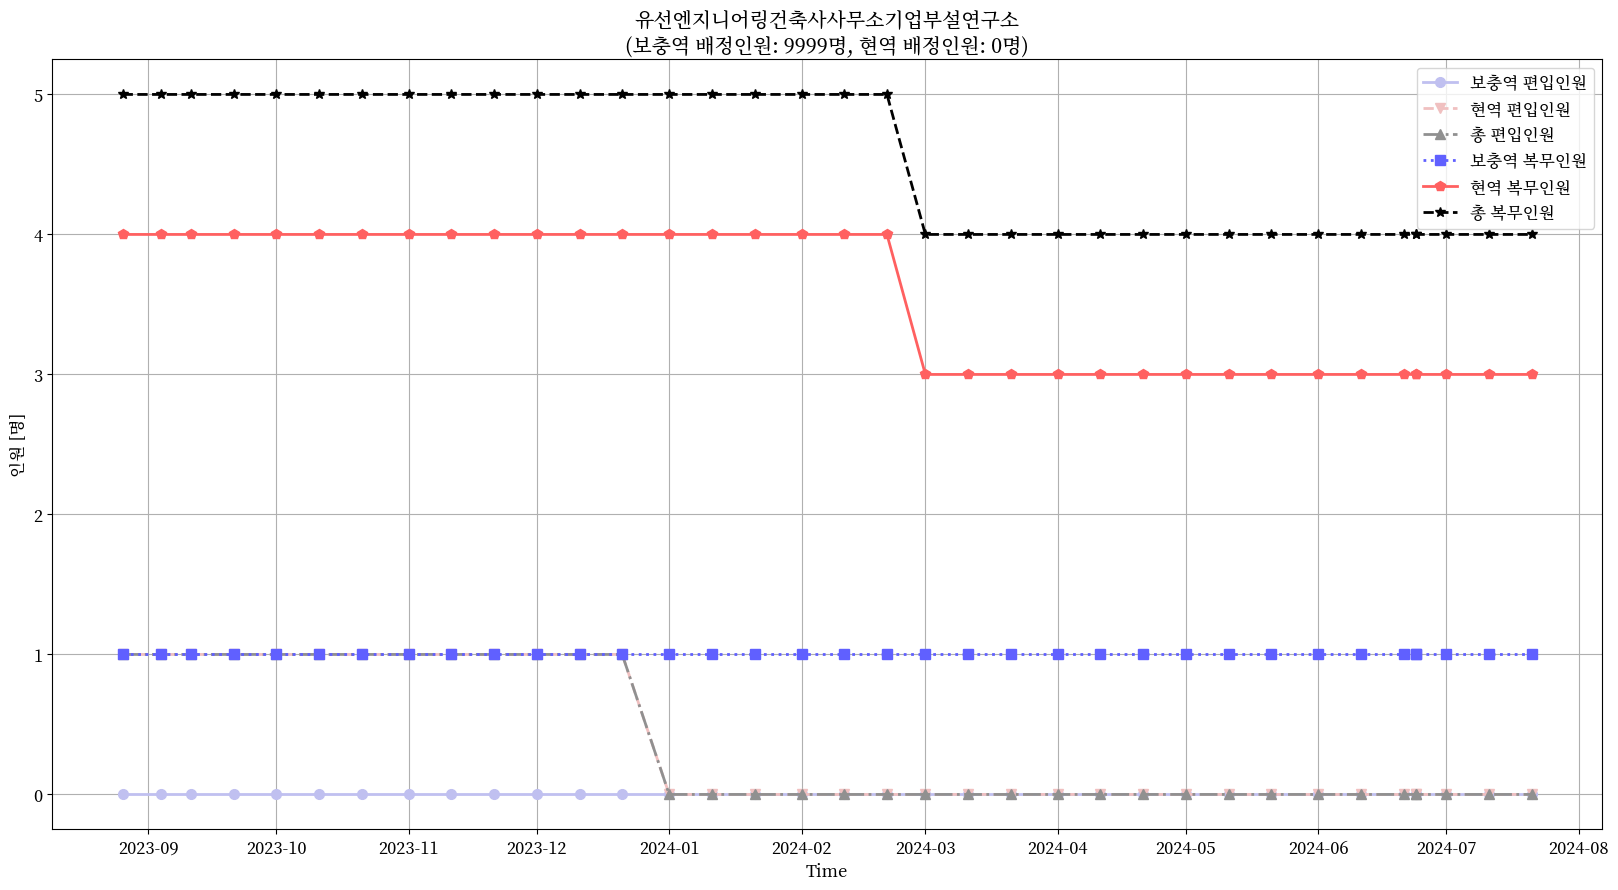 유선엔지니어링건축사사무소기업부설연구소
(보충역 배정인원: 9999명, 현역 배정인원: 0명)
보충역 편입인원
현역 편입인원
총 편입인원
보충역 복무인원
현역 복무인원
총 복무인원
인원 [명]
5
4
3
2
1
0
2023-09
2023-10
2023-11
2023-12
2024-01
2024-02
2024-03
2024-04
2024-05
2024-06
2024-07
2024-08
Time